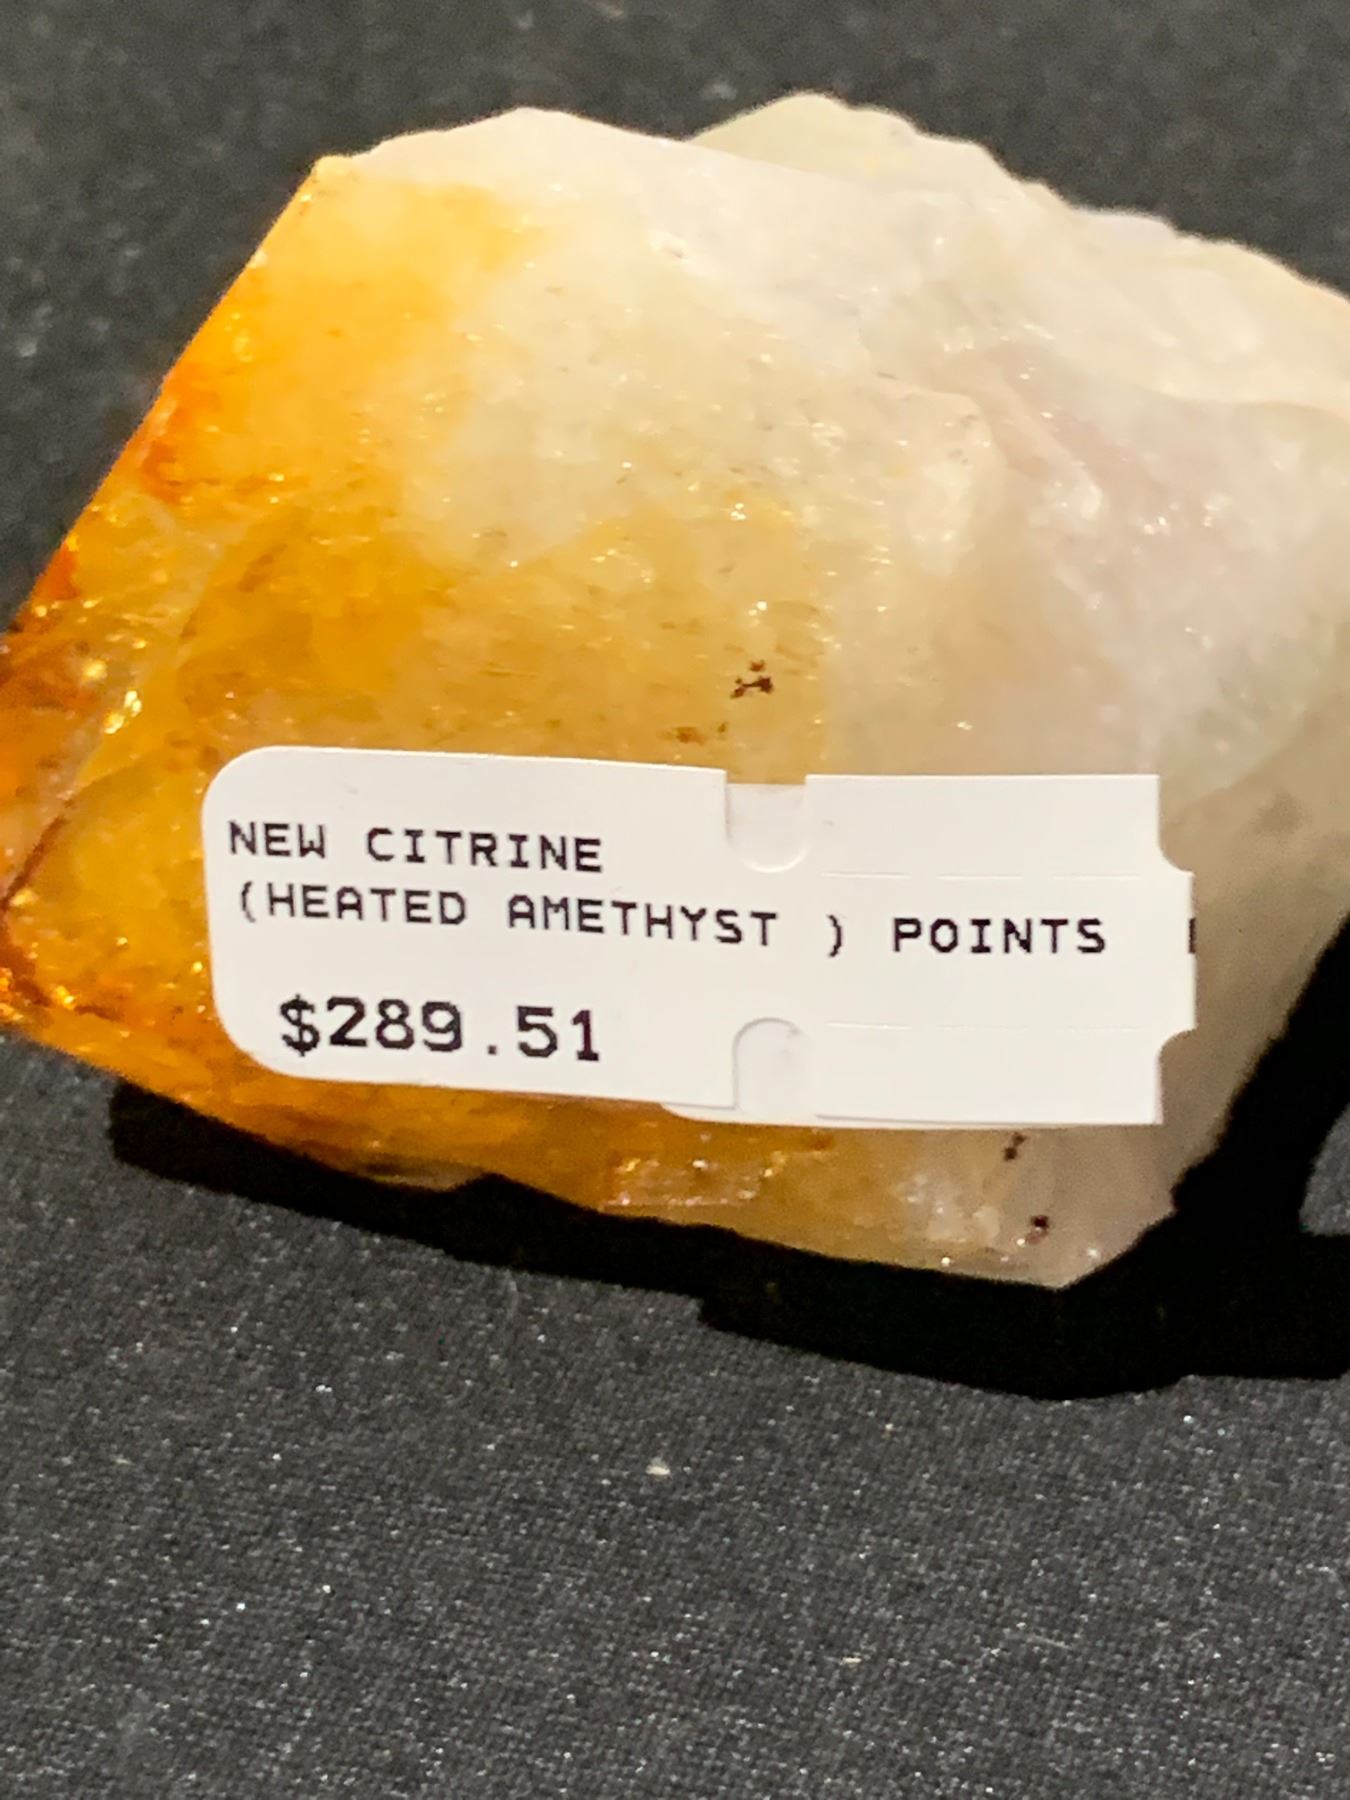 NEW CITRINE
(HEATED AMETHYST ) POINTS
$289.51